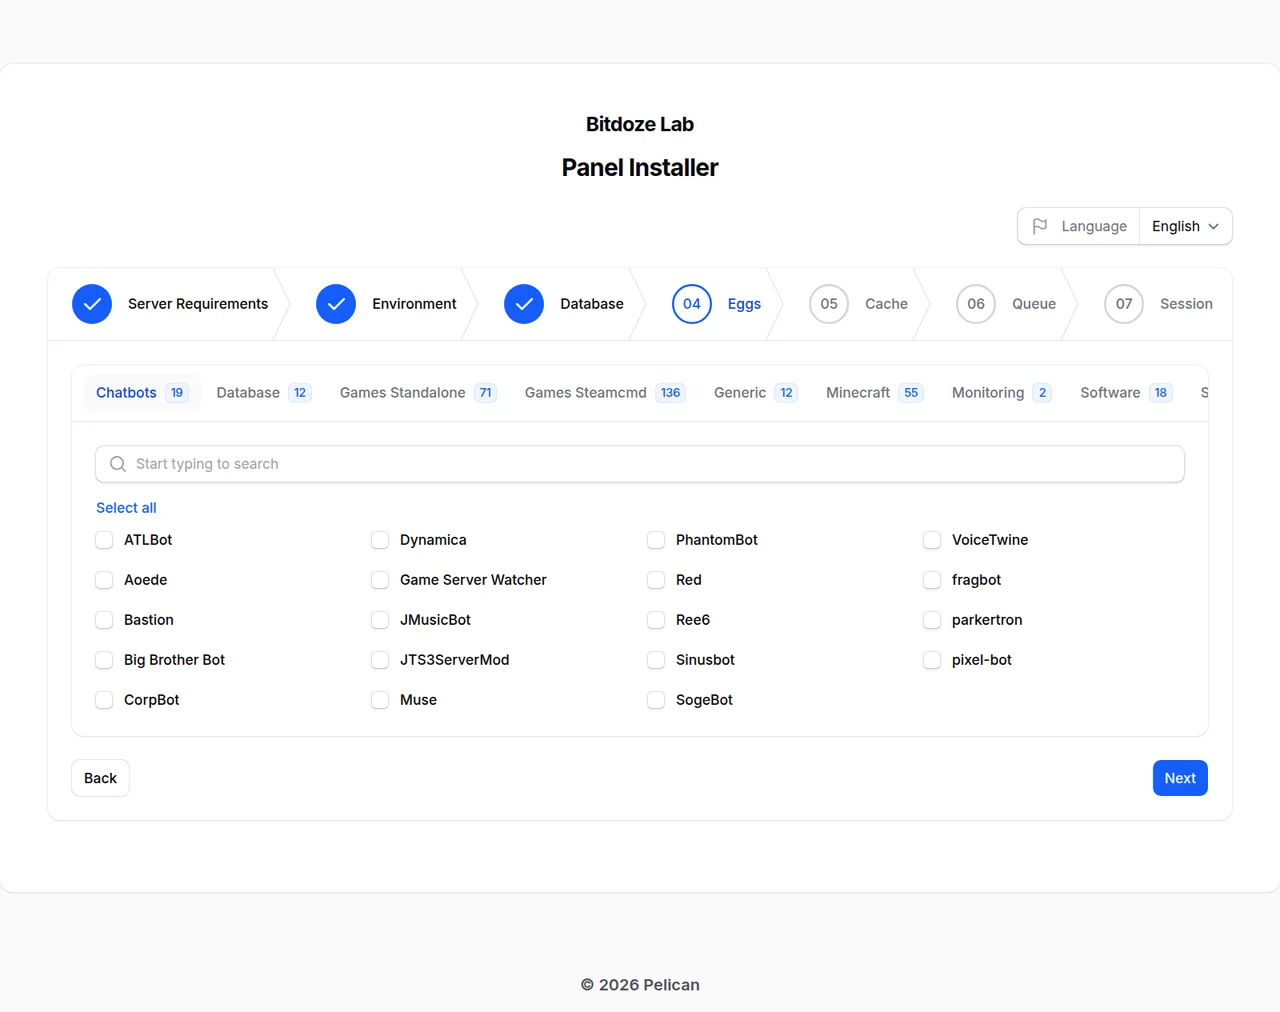 Bitdoze Lab
Panel Installer
Language English
Server Requirements Environment Database 04 Eggs 05 Cache 06 Queue 07 Session
Chatbots 19 Database 12 Games Standalone 71 Games Steamcmd 136 Generic 12 Minecraft 55 Monitoring 2 Software 18 S
Start typing to search
Select all
ATLBot Dynamica PhantomBot VoiceTwine
Aoede Game Server Watcher Red fragbot
Bastion JMusicBot Ree6 parkertron
Big Brother Bot JTS3ServerMod Sinusbot pixel-bot
CorpBot Muse SogeBot
Back Next
© 2026 Pelican